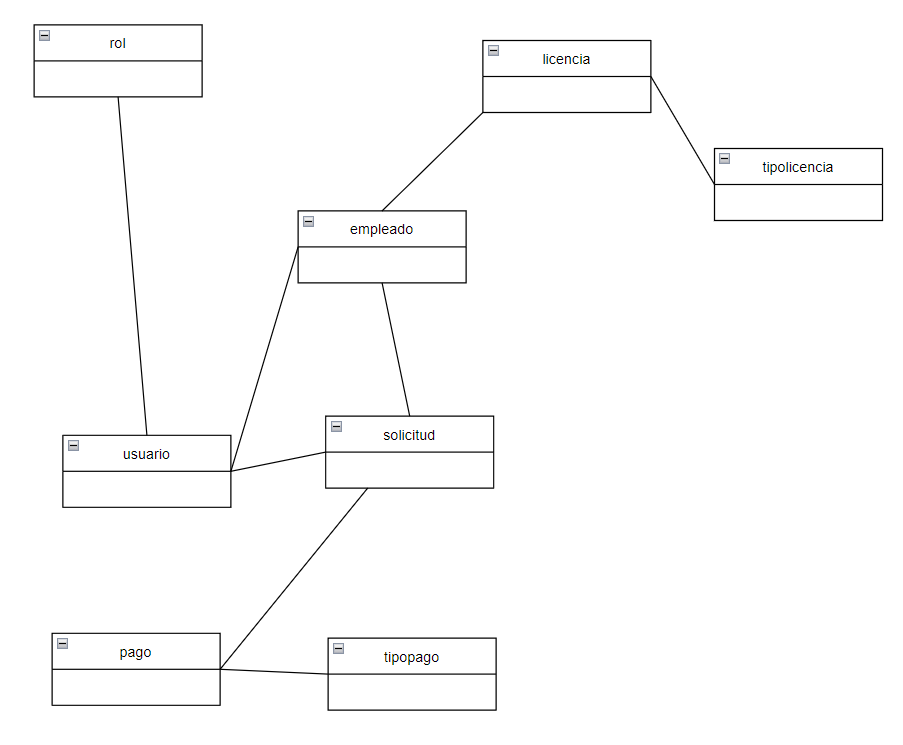 rol
licencia
tipolicencia
empleado
solicitud
usuario
pago
tipopago